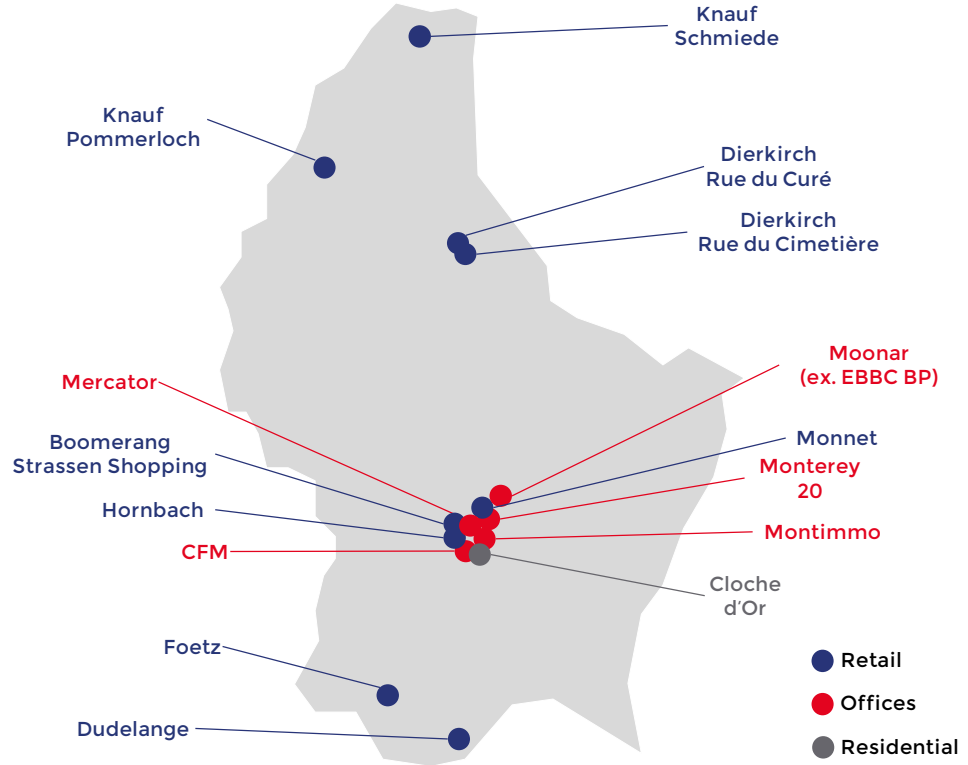 Knauf
Schmiede
Knauf
Pommerloch
Dierkirch
Rue du Curé
Dierkirch
Rue du Cimetière
Moonar
(ex. EBBC BP)
Mercator
Boomerang
Strassen Shopping
Monnet
Monterey
20
Hornbach
Montimmo
CFM
Cloche
d'Or
Foetz
Dudelange
Retail
Offices
Residential